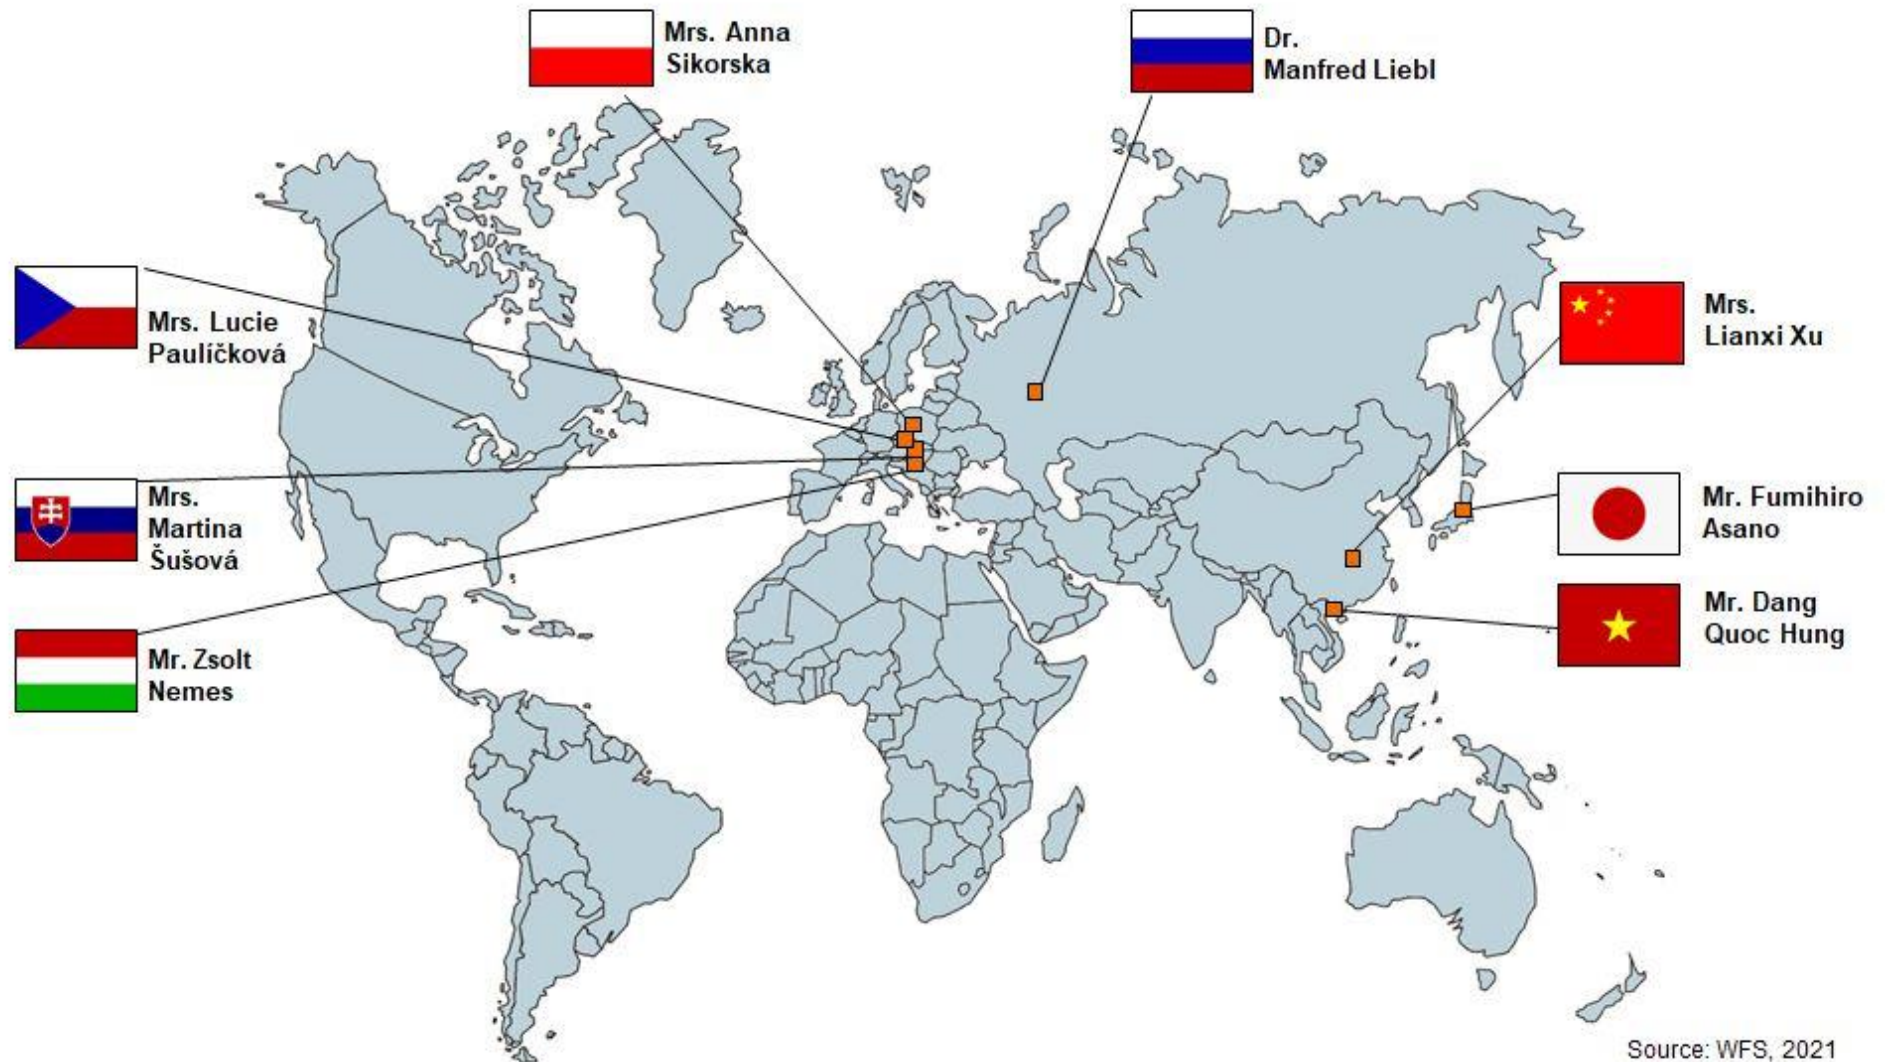 Mrs. Anna
Sikorska
Dr.
Manfred Liebl
Mrs. Lucie
Paulíčková
Mrs.
Lianxi Xu
Mrs.
Martina
Šušová
Mr. Fumihiro
Asano
Mr. Dang
Quoc Hung
Mr. Zsolt
Nemes
Source: WFS, 2021